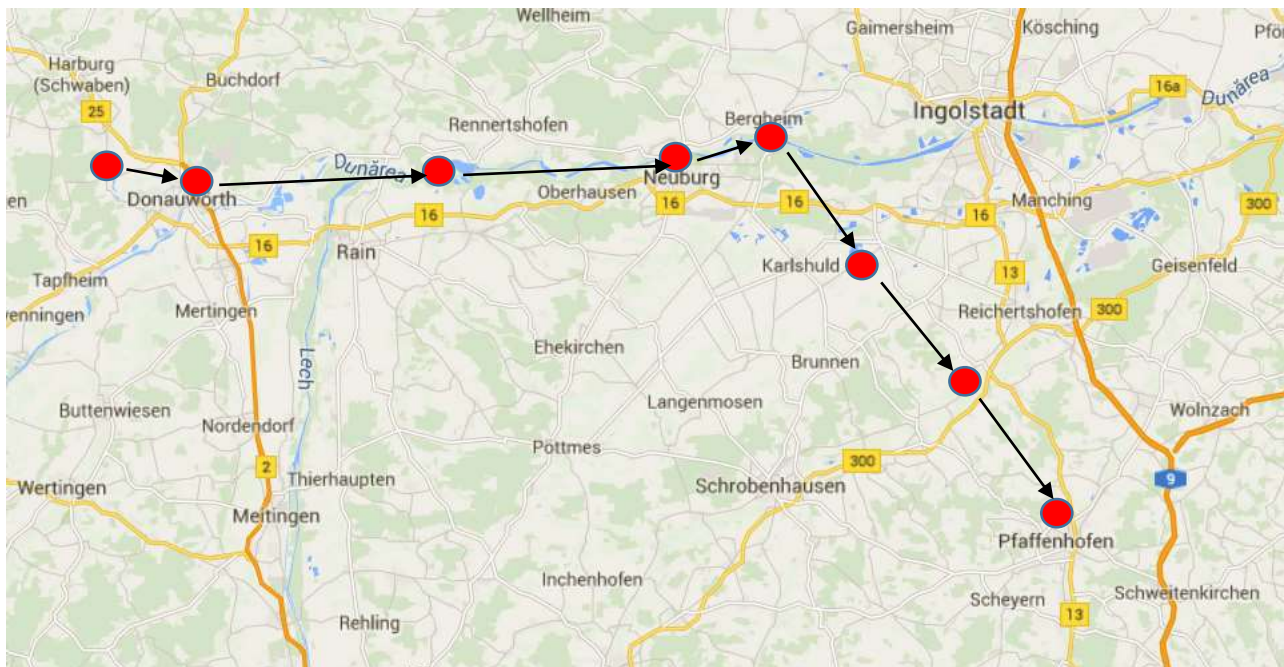 Wellheim
Gaimersheim
Kösching
Harburg
(Schwaben)
Buchdorf
16a
Dunărea
25
Rennertshofen
Bergheim
Ingolstadt
Dunărea
Neuburg
Oberhausen
Donauwörth
16
16
16
16
Manching
300
16
Rain
Karlshuld
13
Geisenfeld
Tapfheim
Mertingen
Reichertshofen
300
Lech
Ehekirchen
Brunnen
Buttenwiesen
Langenmosen
Wolnzach
Nordendorf
Pöttmes
300
2
Thierhaupten
9
Wertingen
Schrobenhausen
Meitingen
Pfaffenhofen
Inchenhofen
Scheyern
Schweitenkirchen
13
Rehling